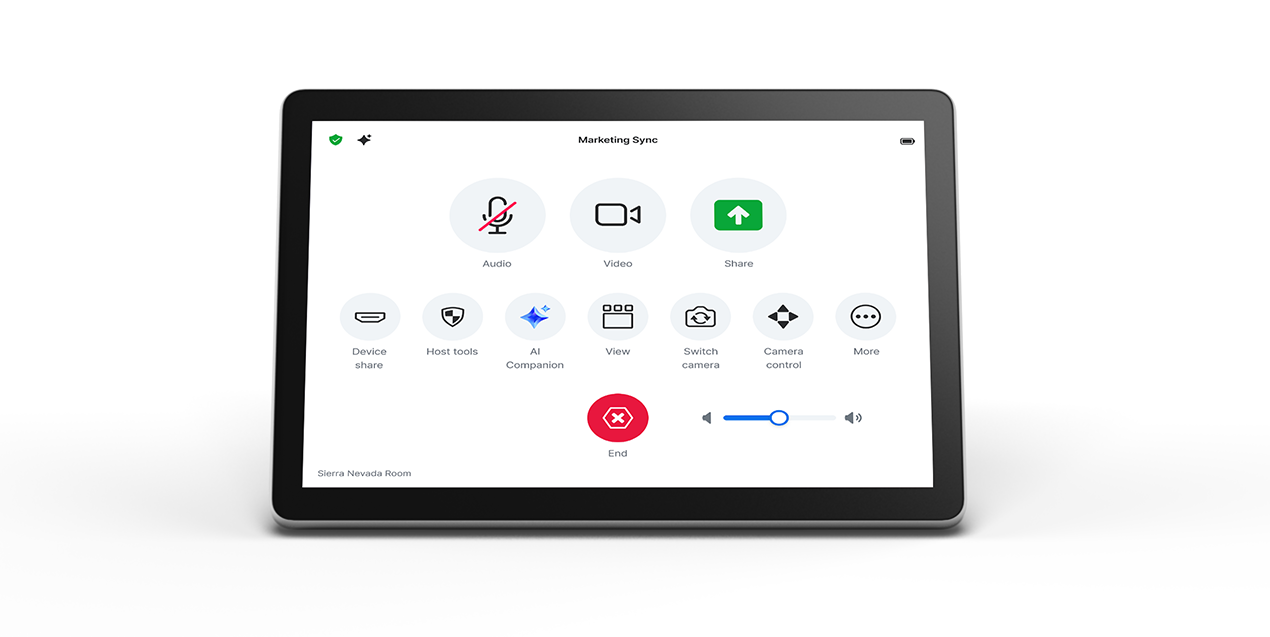 Marketing Sync
Audio
Video
Share
Device
share
Host tools
AI
Companion
View
Switch
camera
Camera
control
More
End
Sierra Nevada Room